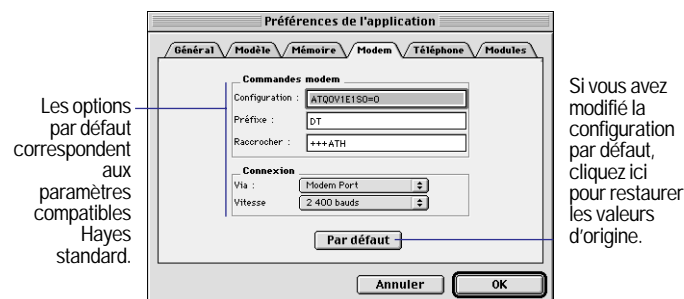 Préférences de l'application
Général
Modèle
Mémoire
Modem
Téléphone
Modules
Les options
par défaut
correspondent
aux
paramètres
compatibles
Hayes
standard.
Commandes modem
Configuration : ATQ0V1E1S0=0
Préfixe : DT
Raccrocher : +++ATH
Connexion
Via : Modem Port
Vitesse 2 400 bauds
Par défaut
Annuler
OK
Si vous avez
modifié la
configuration
par défaut,
cliquez ici
pour restaurer
les valeurs
d'origine.